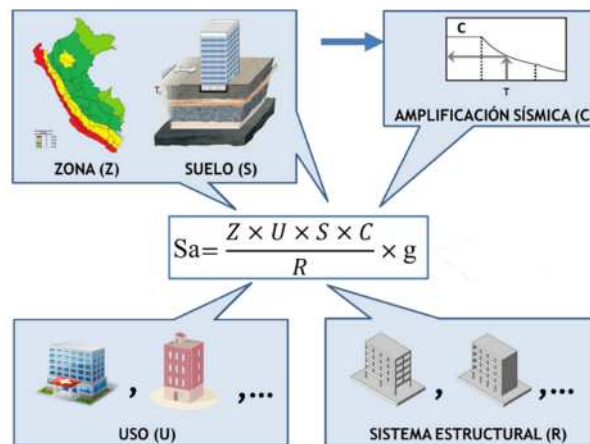 C
T
AMPLIFICACIÓN SÍSMICA (C
ZONA (Z)
SUELO (S)
Sa= Z × U × S × C / R × g
, ,...
USO (U)
, ,...
SISTEMA ESTRUCTURAL (R)